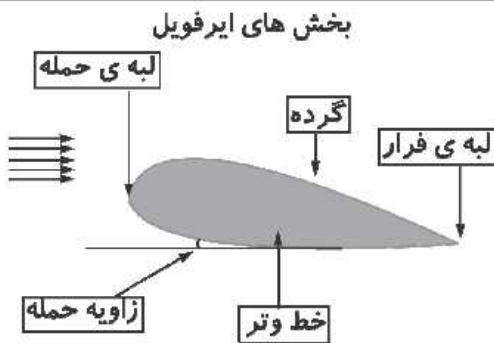 بخش های ایرفویل
لبه ی حمله
گرده
لبه ی فرار
زاویه حمله
خط وتر